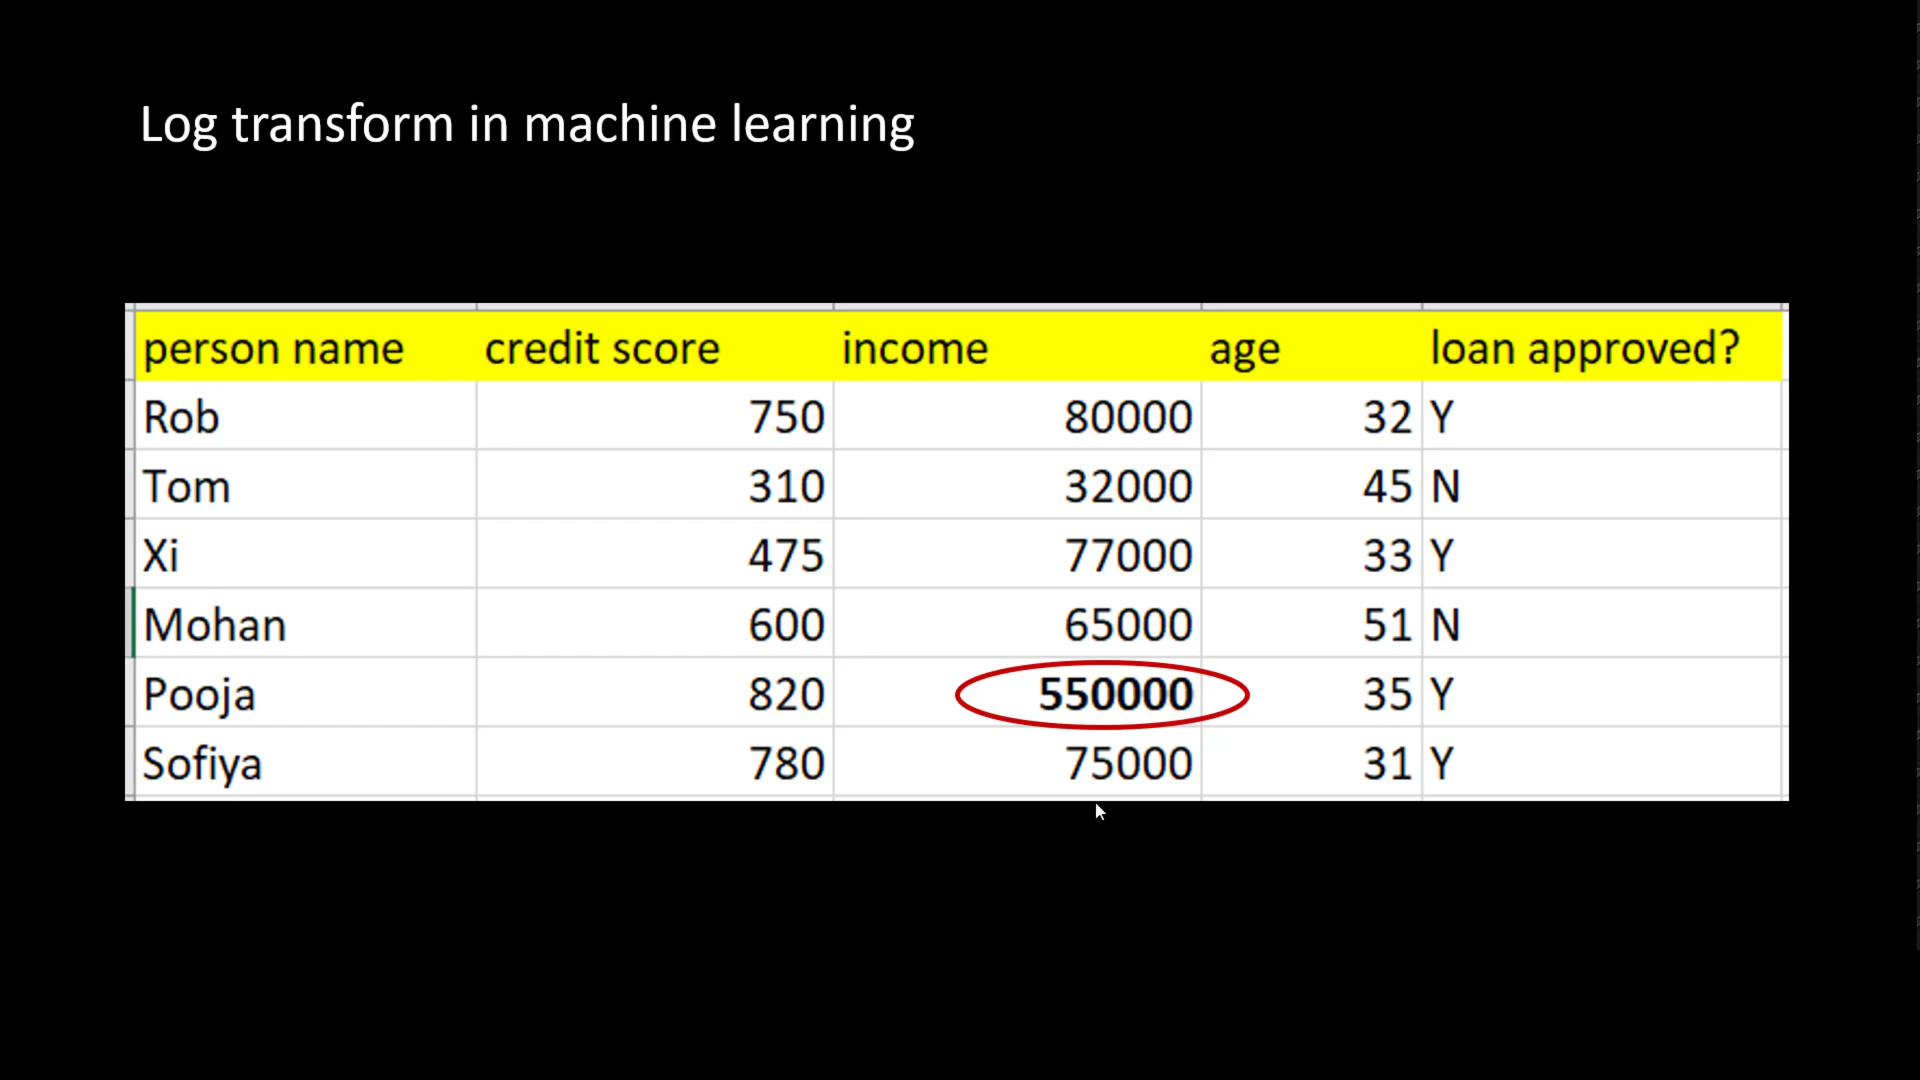 Log transform in machine learning
person name credit score income age loan approved?
Rob 750 80000 32 Y
Tom 310 32000 45 N
Xi 475 77000 33 Y
Mohan 600 65000 51 N
Pooja 820 550000 35 Y
Sofiya 780 75000 31 Y